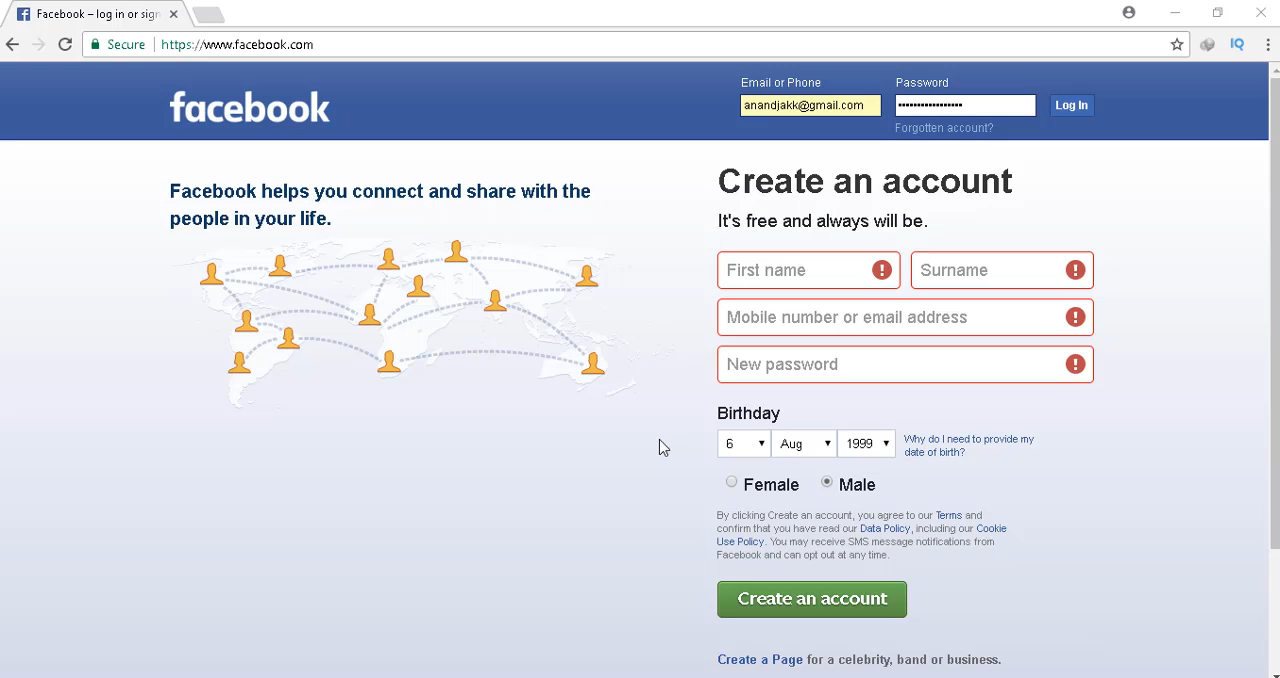 Facebook – log in or sign
Secure https://www.facebook.com
IQ
facebook
Email or Phone
Password
anandjakk@gmail.com
••••••••••••••••
Log In
Forgotten account?
Facebook helps you connect and share with the
people in your life.
Create an account
It's free and always will be.
First name
Surname
Mobile number or email address
New password
Birthday
6
Aug
1999
Why do I need to provide my
date of birth?
Female
Male
By clicking Create an account, you agree to our Terms and
confirm that you have read our Data Policy, including our Cookie
Use Policy. You may receive SMS message notifications from
Facebook and can opt out at any time.
Create an account
Create a Page for a celebrity, band or business.